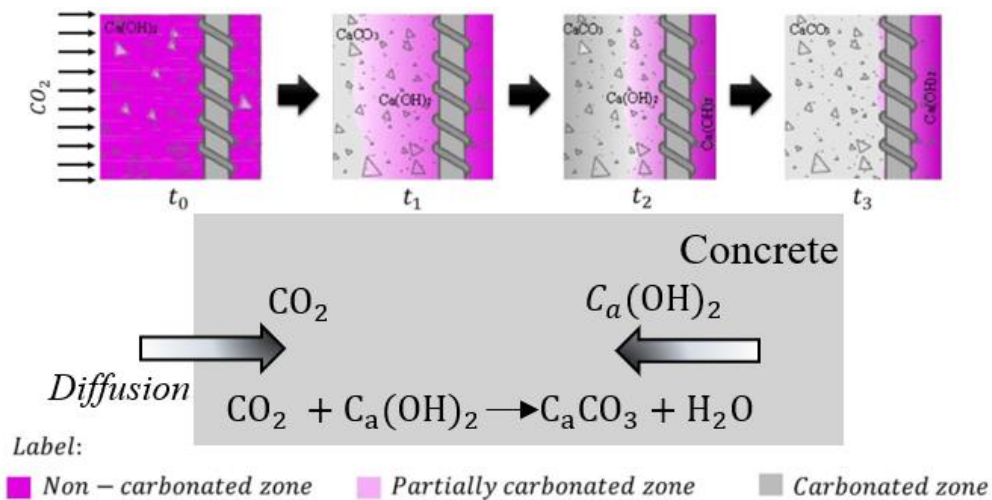 CO₂
Ca(OH)₂
CaCO₃
Ca(OH)₂
CaCO₃
Ca(OH)₂
Ca(OH)₂
CaCO₃
Ca(OH)₂
t₀
t₁
t₂
t₃
Concrete
CO₂
Cₐ(OH)₂
Diffusion
CO₂ + Cₐ(OH)₂ → CₐCO₃ + H₂O
Label:
Non − carbonated zone
Partially carbonated zone
Carbonated zone